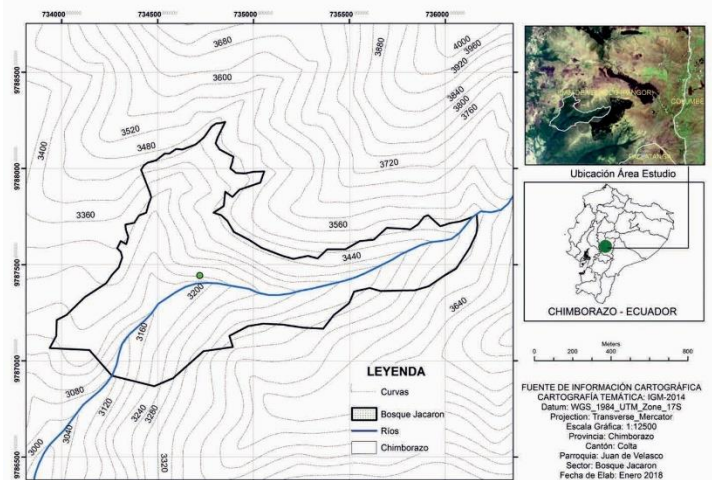 734000 734500 735000 735500 736000
9788500
9788000
9787500
9787000
9786500
3680
3600
3880
4000
3960
3920
3840
3800
3760
3520
3480
3400
3720
3360
3560
3440
3200
3160
3640
3080
3120
3000
3040
3240
3280
3320
LEYENDA
Curvas
Bosque Jacaron
Ríos
Chimborazo
Ubicación Área Estudio
CHIMBORAZO - ECUADOR
Meters
0 200 400 600 800
FUENTE DE INFORMACIÓN CARTOGRÁFICA
CARTOGRAFÍA TEMÁTICA: IGM-2014
Datum: WGS_1984_UTM_Zone_17S
Projection: Transverse_Mercator
Escala Gráfica: 1:12500
Provincia: Chimborazo
Cantón: Colta
Parroquia: Juan de Velasco
Sector: Bosque Jacaron
Fecha de Elab: Enero 2018